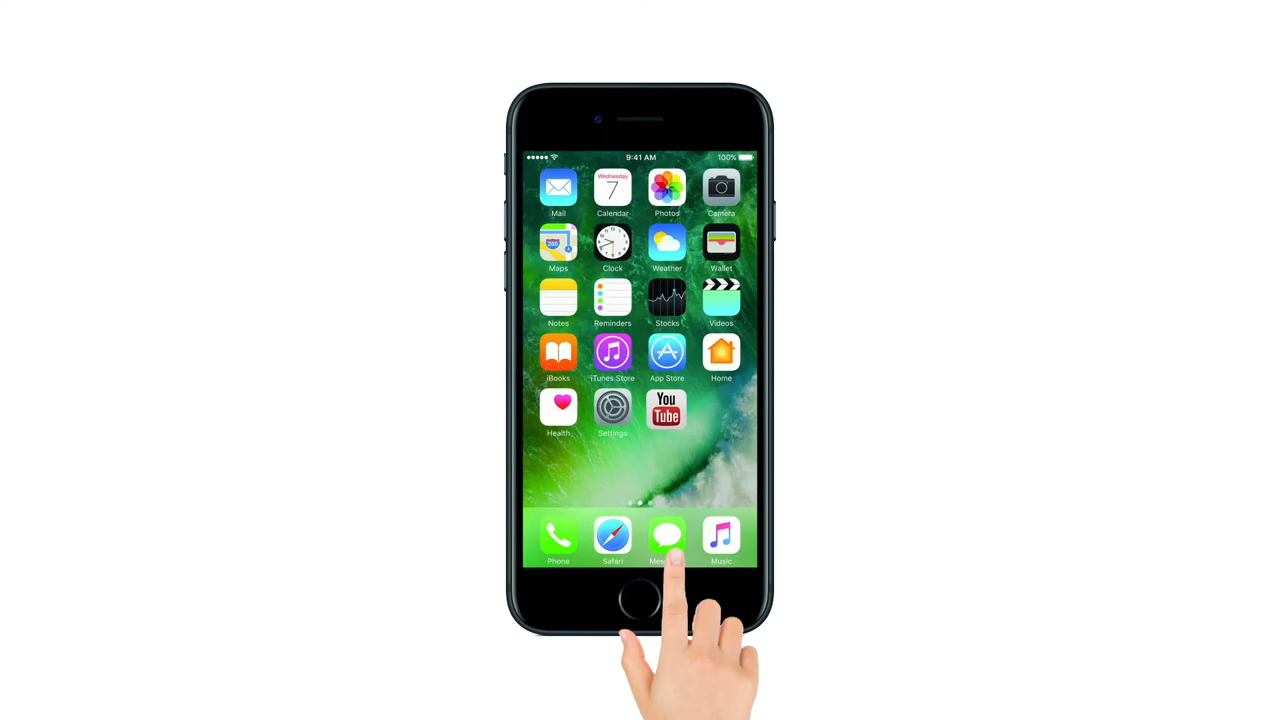 9:41 AM 100%
Wednesday
7
Mail Calendar Photos Camera
280
Maps Clock Weather Wallet
Notes Reminders Stocks Videos
iBooks iTunes Store App Store Home
You
Tube
Health Settings
Phone Safari Music